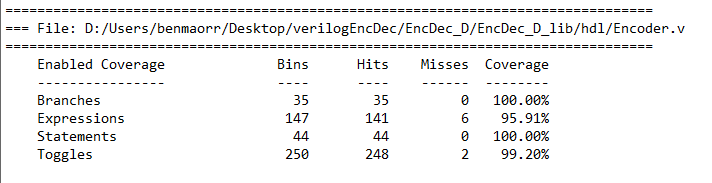 =================================================================================
=== File: D:/Users/benmaorr/Desktop/verilogEncDec/EncDec_D/EncDec_D_lib/hdl/Encoder.v
=================================================================================
    Enabled Coverage              Bins      Hits    Misses  Coverage
    ----------------              ----      ----    ------  --------
    Branches                        35        35         0   100.00%
    Expressions                    147       141         6    95.91%
    Statements                      44        44         0   100.00%
    Toggles                        250       248         2    99.20%